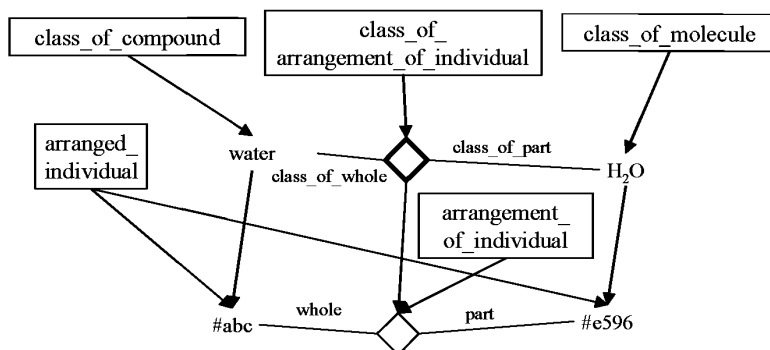 class_of_compound
class_of_
arrangement_of_individual
class_of_molecule
arranged_
individual
water
class_of_whole
class_of_part
H₂O
arrangement_
of_individual
#abc
whole
part
#e596